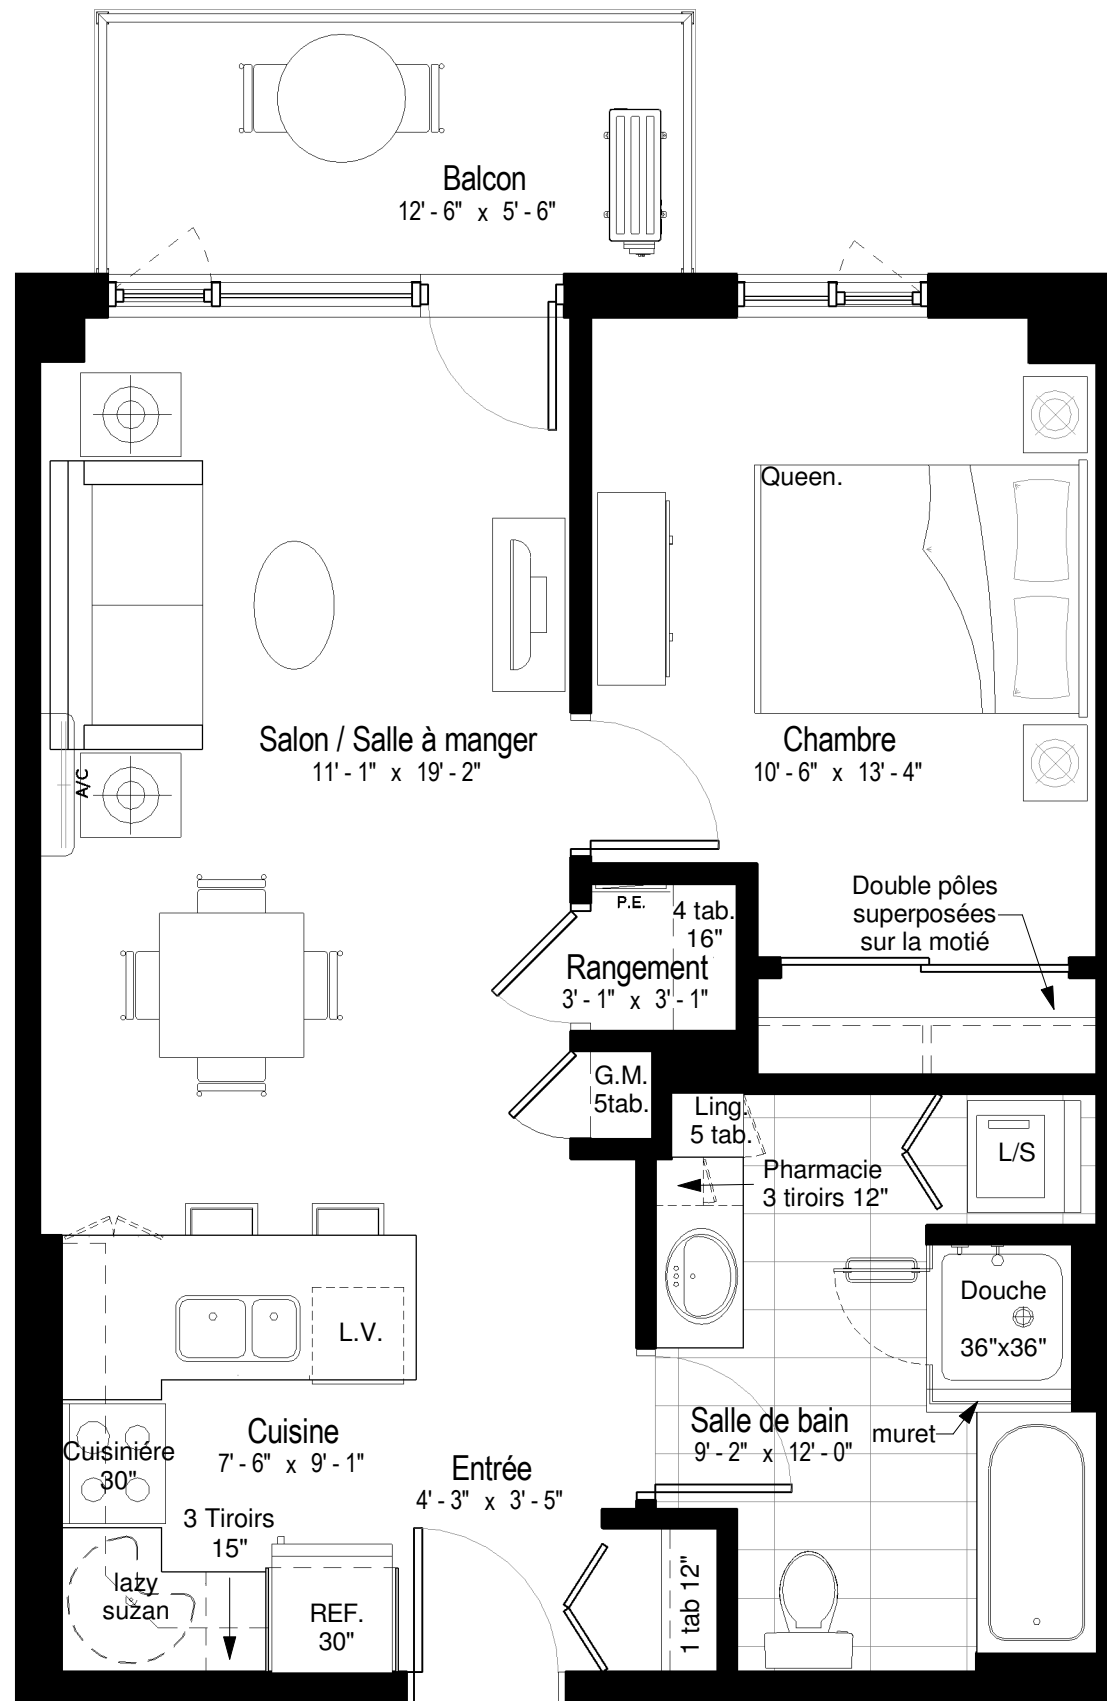 Balcon
12' - 6" x 5' - 6"
Queen.
Salon / Salle à manger
11' - 1" x 19' - 2"
Chambre
10' - 6" x 13' - 4"
A/C
Double pôles
superposées
sur la motié
P.E.
4 tab.
16"
Rangement
3' - 1" x 3' - 1"
G.M.
5tab.
Ling.
5 tab.
L/S
Pharmacie
3 tiroirs 12"
Douche
36"x36"
L.V.
Cuisine
7' - 6" x 9' - 1"
Cuisiniére
30"
Salle de bain
9' - 2" x 12' - 0"
muret
Entrée
4' - 3" x 3' - 5"
3 Tiroirs
15"
lazy
suzan
REF.
30"
1 tab 12"